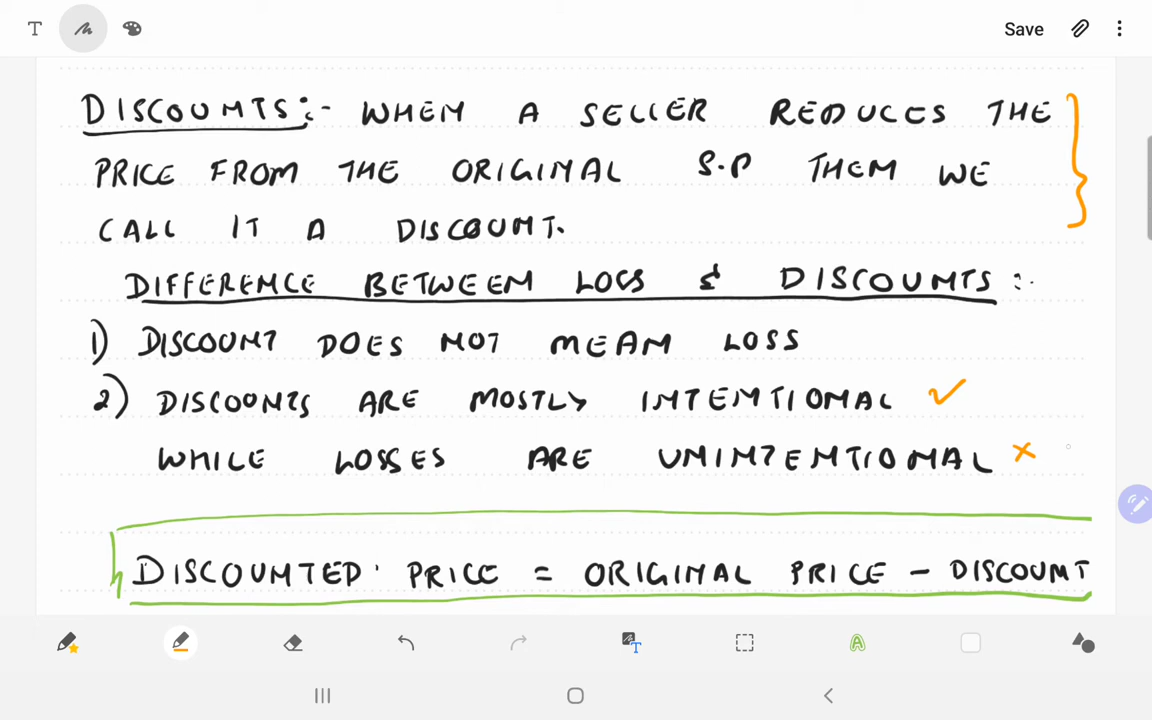 T Save
DISCOUNTS:- WHEN A SELLER REDUCES THE
PRICE FROM THE ORIGINAL S.P THEN WE
CALL IT A DISCOUNT.
DIFFERENCE BETWEEN LOSS & DISCOUNTS :-
1) DISCOUNT DOES NOT MEAN LOSS
2) DISCOUNTS ARE MOSTLY INTENTIONAL ✓
WHILE LOSSES ARE UNINTENTIONAL ×
DISCOUNTED PRICE = ORIGINAL PRICE - DISCOUNT